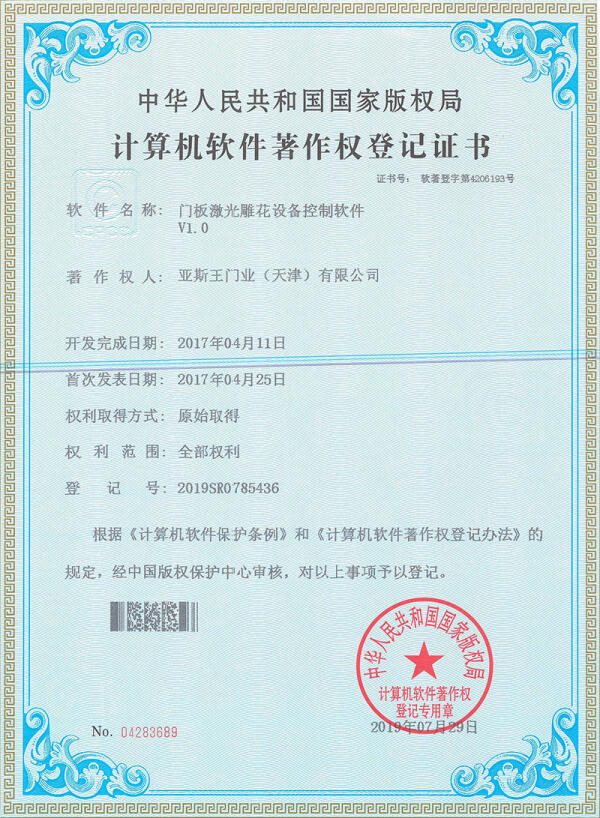 中华人民共和国国家版权局
计算机软件著作权登记证书
证书号： 软著登字第4206193号
CPCC
软件名称： 门板激光雕花设备控制软件
V1.0
著作权人： 亚斯王门业（天津）有限公司
开发完成日期： 2017年04月11日
首次发表日期： 2017年04月25日
权利取得方式： 原始取得
权利范围： 全部权利
登记号： 2019SR0785436
根据《计算机软件保护条例》和《计算机软件著作权登记办法》的
规定，经中国版权保护中心审核，对以上事项予以登记。
中华人民共和国国家版权局
计算机软件著作权
登记专用章
No. 04283689
2019年07月29日